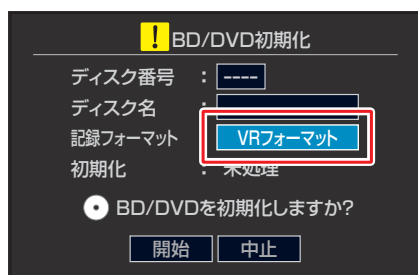 ! BD/DVD初期化
ディスク番号 : ----
ディスク名 :
記録フォーマット VRフォーマット
初期化 : 未処理
BD/DVDを初期化しますか?
開始 中止